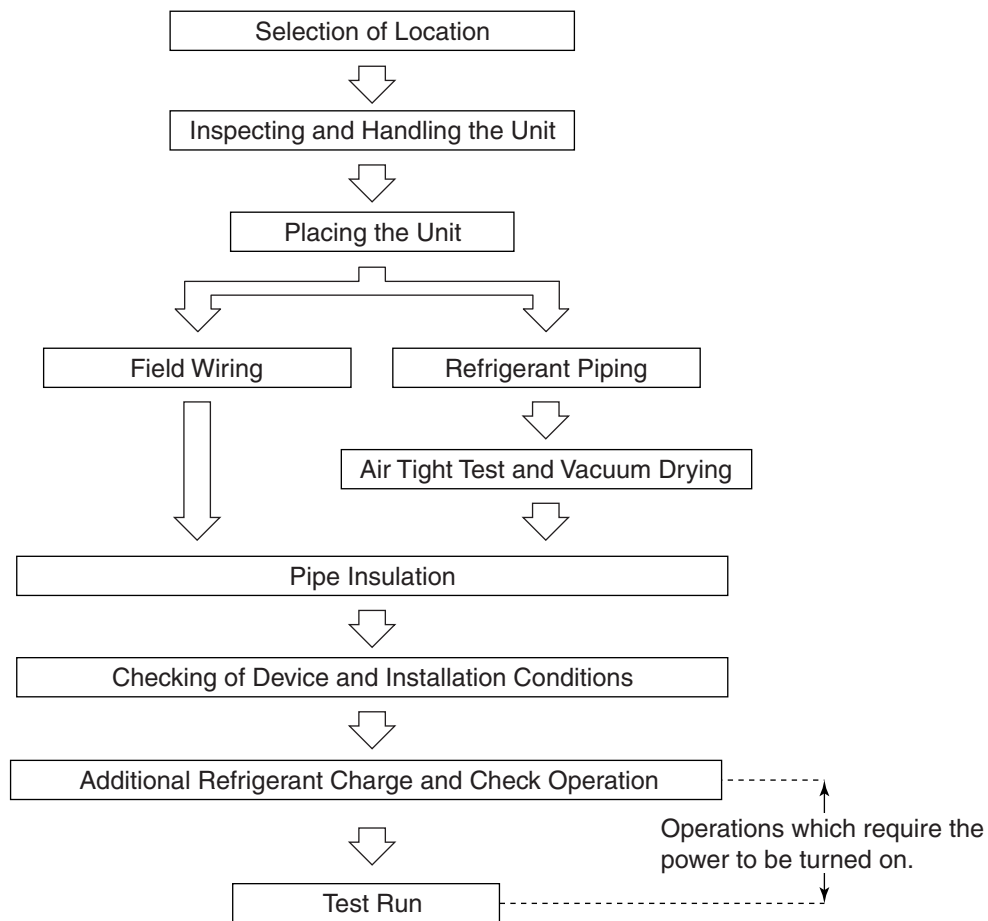 Selection of Location
Inspecting and Handling the Unit
Placing the Unit
Field Wiring
Refrigerant Piping
Air Tight Test and Vacuum Drying
Pipe Insulation
Checking of Device and Installation Conditions
Additional Refrigerant Charge and Check Operation
Operations which require the
power to be turned on.
Test Run